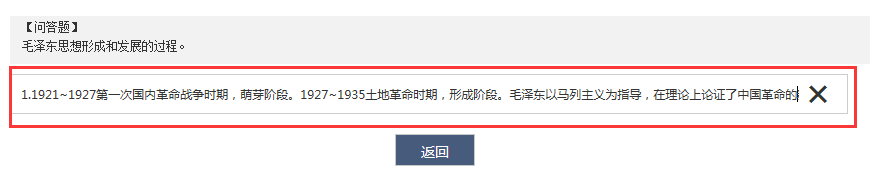 【问答题】
毛泽东思想形成和发展的过程。
1.1921~1927第一次国内革命战争时期，萌芽阶段。1927~1935土地革命时期，形成阶段。毛泽东以马列主义为指导，在理论上论证了中国革命的
返回